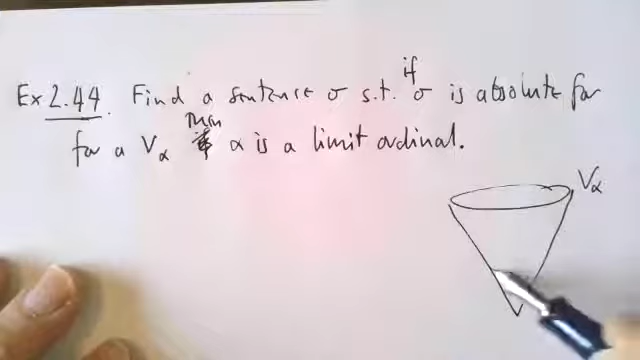 Ex 2.44. Find a sentence σ s.t. if σ is absolute for
for a Vα Then α is a limit ordinal.
Vα